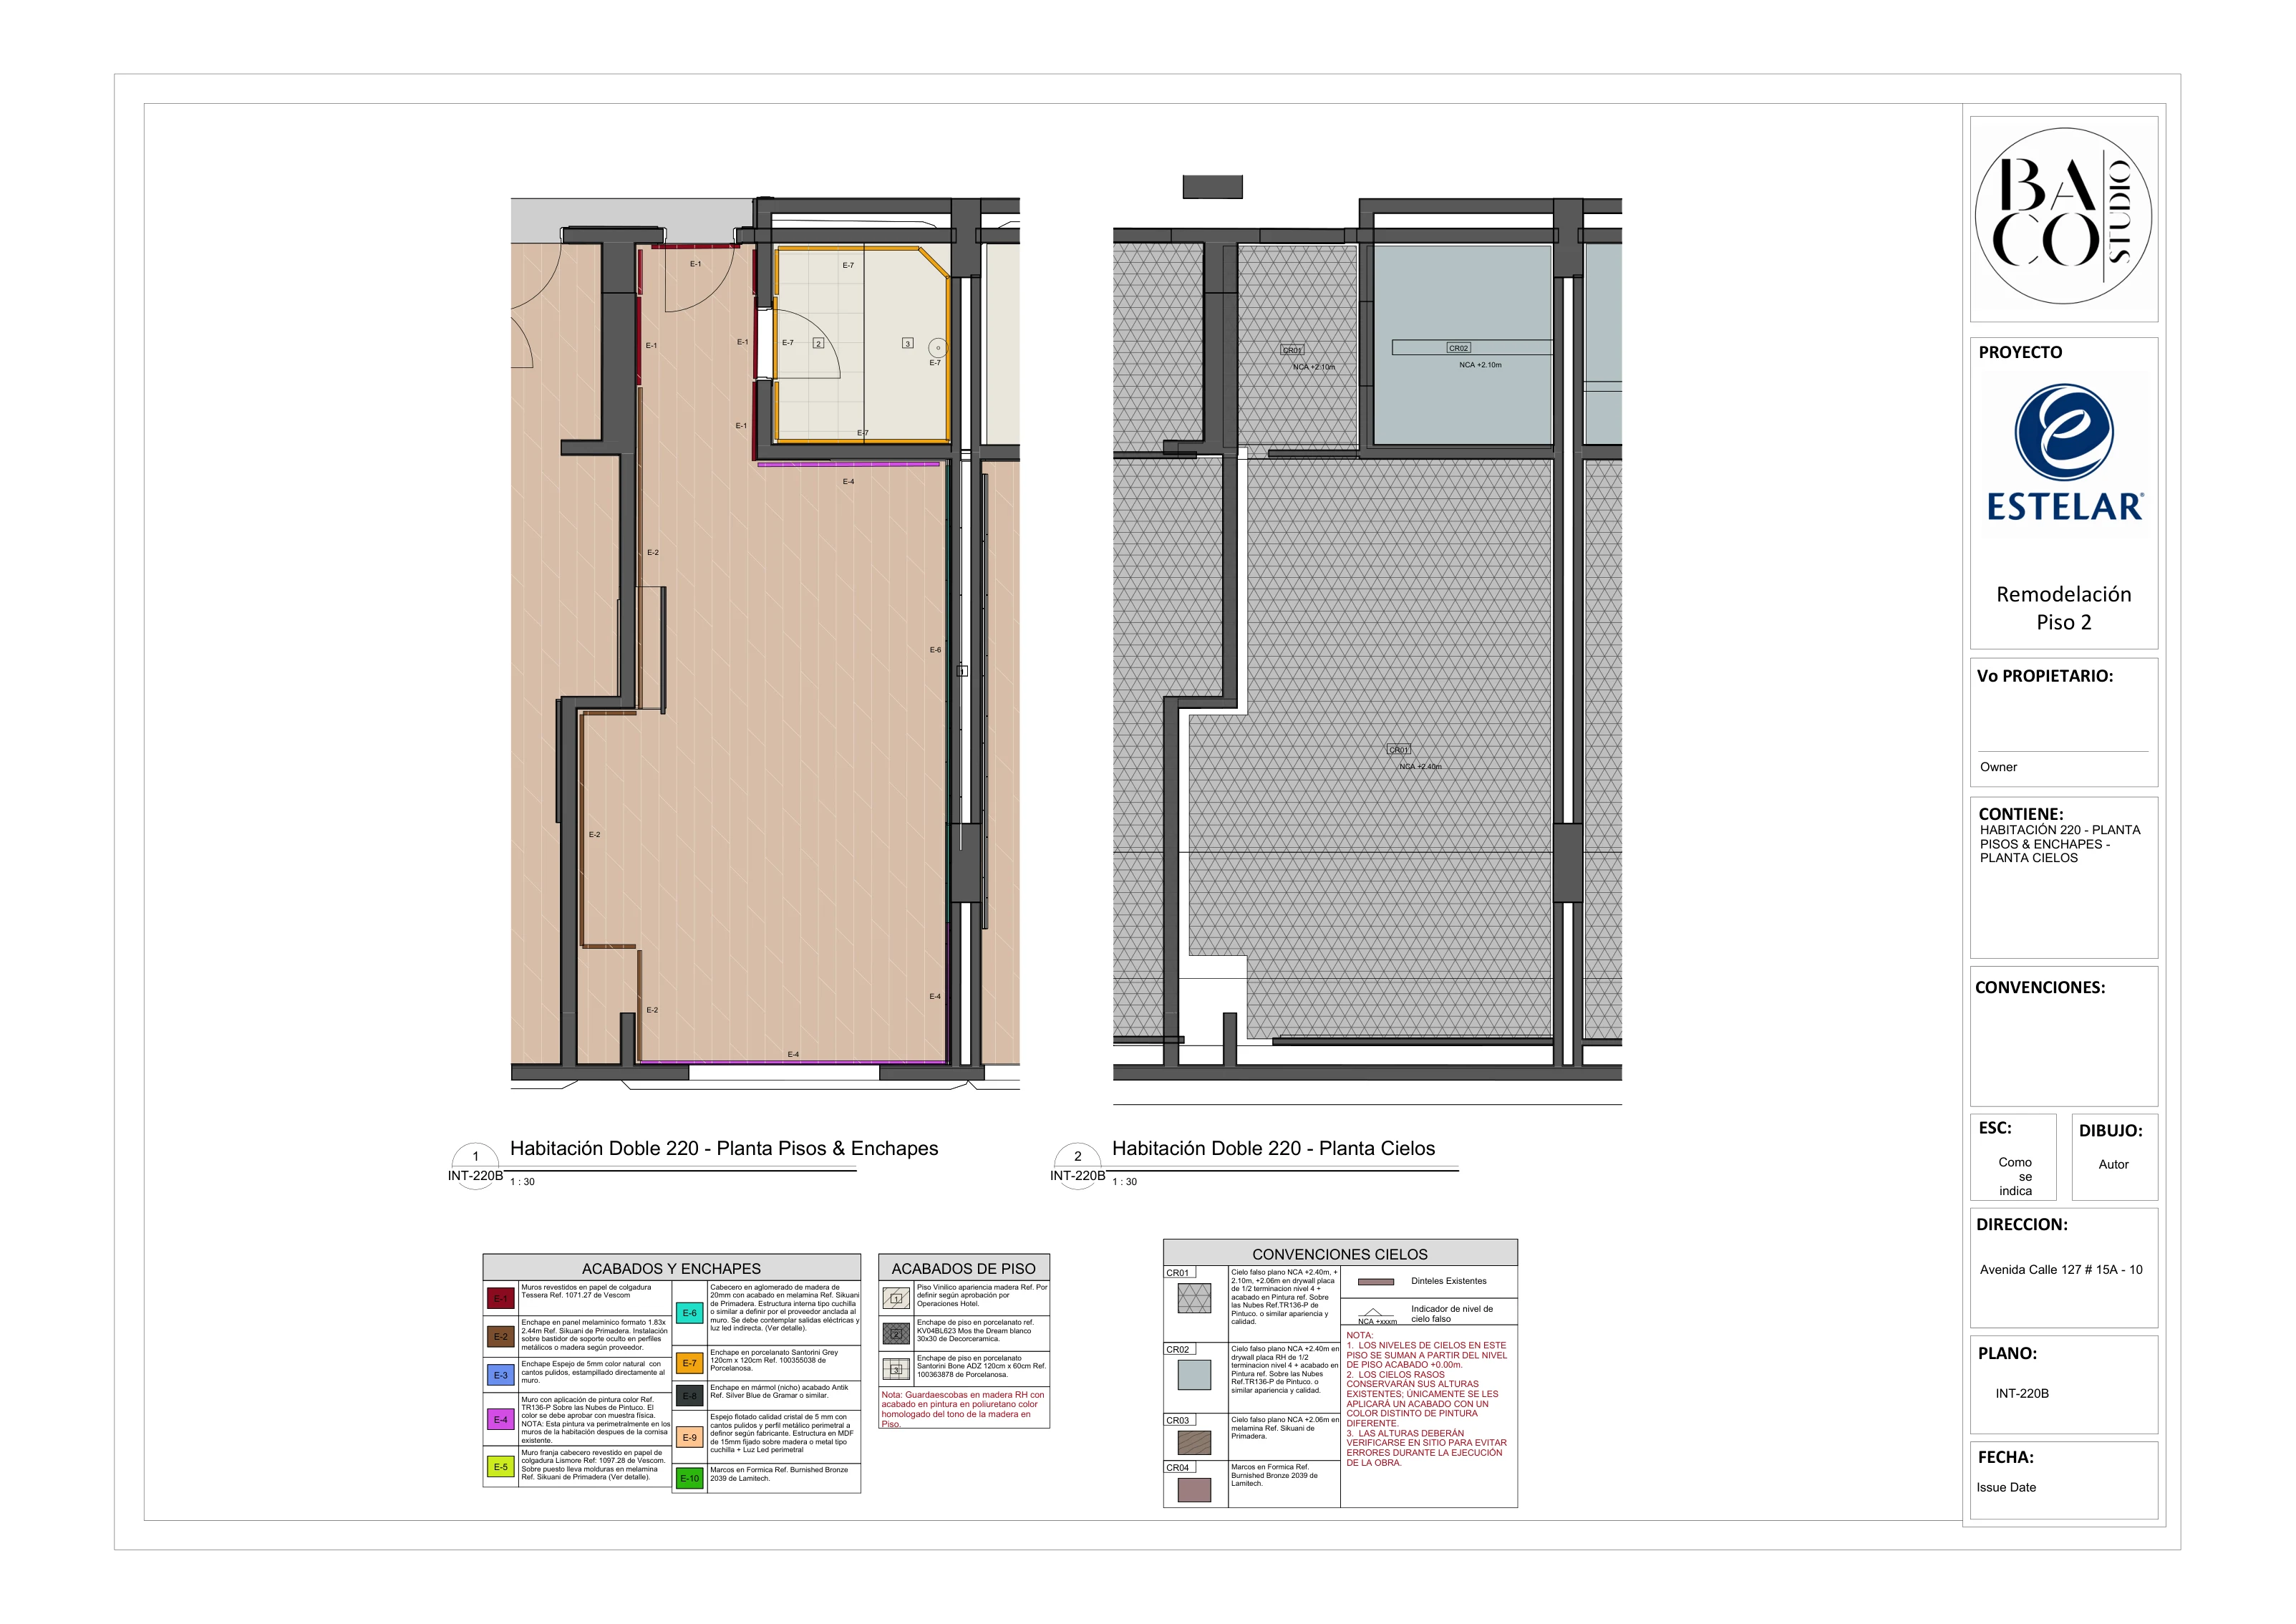 E-1
E-7
E-1
E-1
E-7
2
3
E-7
E-1
E-7
E-4
E-2
E-6
1
E-2
E-4
E-2
E-4
CR01
NCA +2.10m
CR02
NCA +2.10m
CR01
NCA +2.40m
1
INT-220B
Habitación Doble 220 - Planta Pisos & Enchapes
1 : 30
2
INT-220B
Habitación Doble 220 - Planta Cielos
1 : 30
ACABADOS Y ENCHAPES
E-1
Muros revestidos en papel de colgadura
Tessera Ref. 1071.27 de Vescom
E-2
Enchape en panel melaminico formato 1.83x
2.44m Ref. Sikuani de Primadera. Instalación
sobre bastidor de soporte oculto en perfiles
metálicos o madera según proveedor.
E-3
Enchape Espejo de 5mm color natural con
cantos pulidos, estampillado directamente al
muro.
E-4
Muro con aplicación de pintura color Ref.
TR136-P Sobre las Nubes de Pintuco. El
color se debe aprobar con muestra física.
NOTA: Esta pintura va perimetralmente en los
muros de la habitación despues de la cornisa
existente.
E-5
Muro franja cabecero revestido en papel de
colgadura Lismore Ref: 1097.28 de Vescom.
Sobre puesto lleva molduras en melamina
Ref. Sikuani de Primadera (Ver detalle).
E-6
Cabecero en aglomerado de madera de
20mm con acabado en melamina Ref. Sikuani
de Primadera. Estructura interna tipo cuchilla
o similar a definir por el proveedor anclada al
muro. Se debe contemplar salidas eléctricas y
luz led indirecta. (Ver detalle).
E-7
Enchape en porcelanato Santorini Grey
120cm x 120cm Ref. 100355038 de
Porcelanosa.
E-8
Enchape en mármol (nicho) acabado Antik
Ref. Silver Blue de Gramar o similar.
E-9
Espejo flotado calidad cristal de 5 mm con
cantos pulidos y perfil metálico perimetral a
definor según fabricante. Estructura en MDF
de 15mm fijado sobre madera o metal tipo
cuchilla + Luz Led perimetral
E-10
Marcos en Formica Ref. Burnished Bronze
2039 de Lamitech.
ACABADOS DE PISO
1
Piso Vinílico apariencia madera Ref. Por
definir según aprobación por
Operaciones Hotel.
2
Enchape de piso en porcelanato ref.
KV04BL623 Mos the Dream blanco
30x30 de Decorceramica.
3
Enchape de piso en porcelanato
Santorini Bone ADZ 120cm x 60cm Ref.
100363878 de Porcelanosa.
Nota: Guardaescobas en madera RH con
acabado en pintura en poliuretano color
homologado del tono de la madera en
Piso.
CONVENCIONES CIELOS
CR01
Cielo falso plano NCA +2.40m, +
2.10m, +2.06m en drywall placa
de 1/2 terminacion nivel 4 +
acabado en Pintura ref. Sobre
las Nubes Ref.TR136-P de
Pintuco. o similar apariencia y
calidad.
CR02
Cielo falso plano NCA +2.40m en
drywall placa RH de 1/2
terminacion nivel 4 + acabado en
Pintura ref. Sobre las Nubes
Ref.TR136-P de Pintuco. o
similar apariencia y calidad.
CR03
Cielo falso plano NCA +2.06m en
melamina Ref. Sikuani de
Primadera.
CR04
Marcos en Formica Ref.
Burnished Bronze 2039 de
Lamitech.
Dinteles Existentes
NCA +xxxm
Indicador de nivel de
cielo falso
NOTA:
1. LOS NIVELES DE CIELOS EN ESTE
PISO SE SUMAN A PARTIR DEL NIVEL
DE PISO ACABADO +0.00m.
2. LOS CIELOS RASOS
CONSERVARÁN SUS ALTURAS
EXISTENTES; ÚNICAMENTE SE LES
APLICARÁ UN ACABADO CON UN
COLOR DISTINTO DE PINTURA
DIFERENTE.
3. LAS ALTURAS DEBERÁN
VERIFICARSE EN SITIO PARA EVITAR
ERRORES DURANTE LA EJECUCIÓN
DE LA OBRA.
BACO
STUDIO
PROYECTO
ESTELAR®
Remodelación
Piso 2
Vo PROPIETARIO:
Owner
CONTIENE:
HABITACIÓN 220 - PLANTA
PISOS & ENCHAPES -
PLANTA CIELOS
CONVENCIONES:
ESC:
Como
se
indica
DIBUJO:
Autor
DIRECCION:
Avenida Calle 127 # 15A - 10
PLANO:
INT-220B
FECHA:
Issue Date